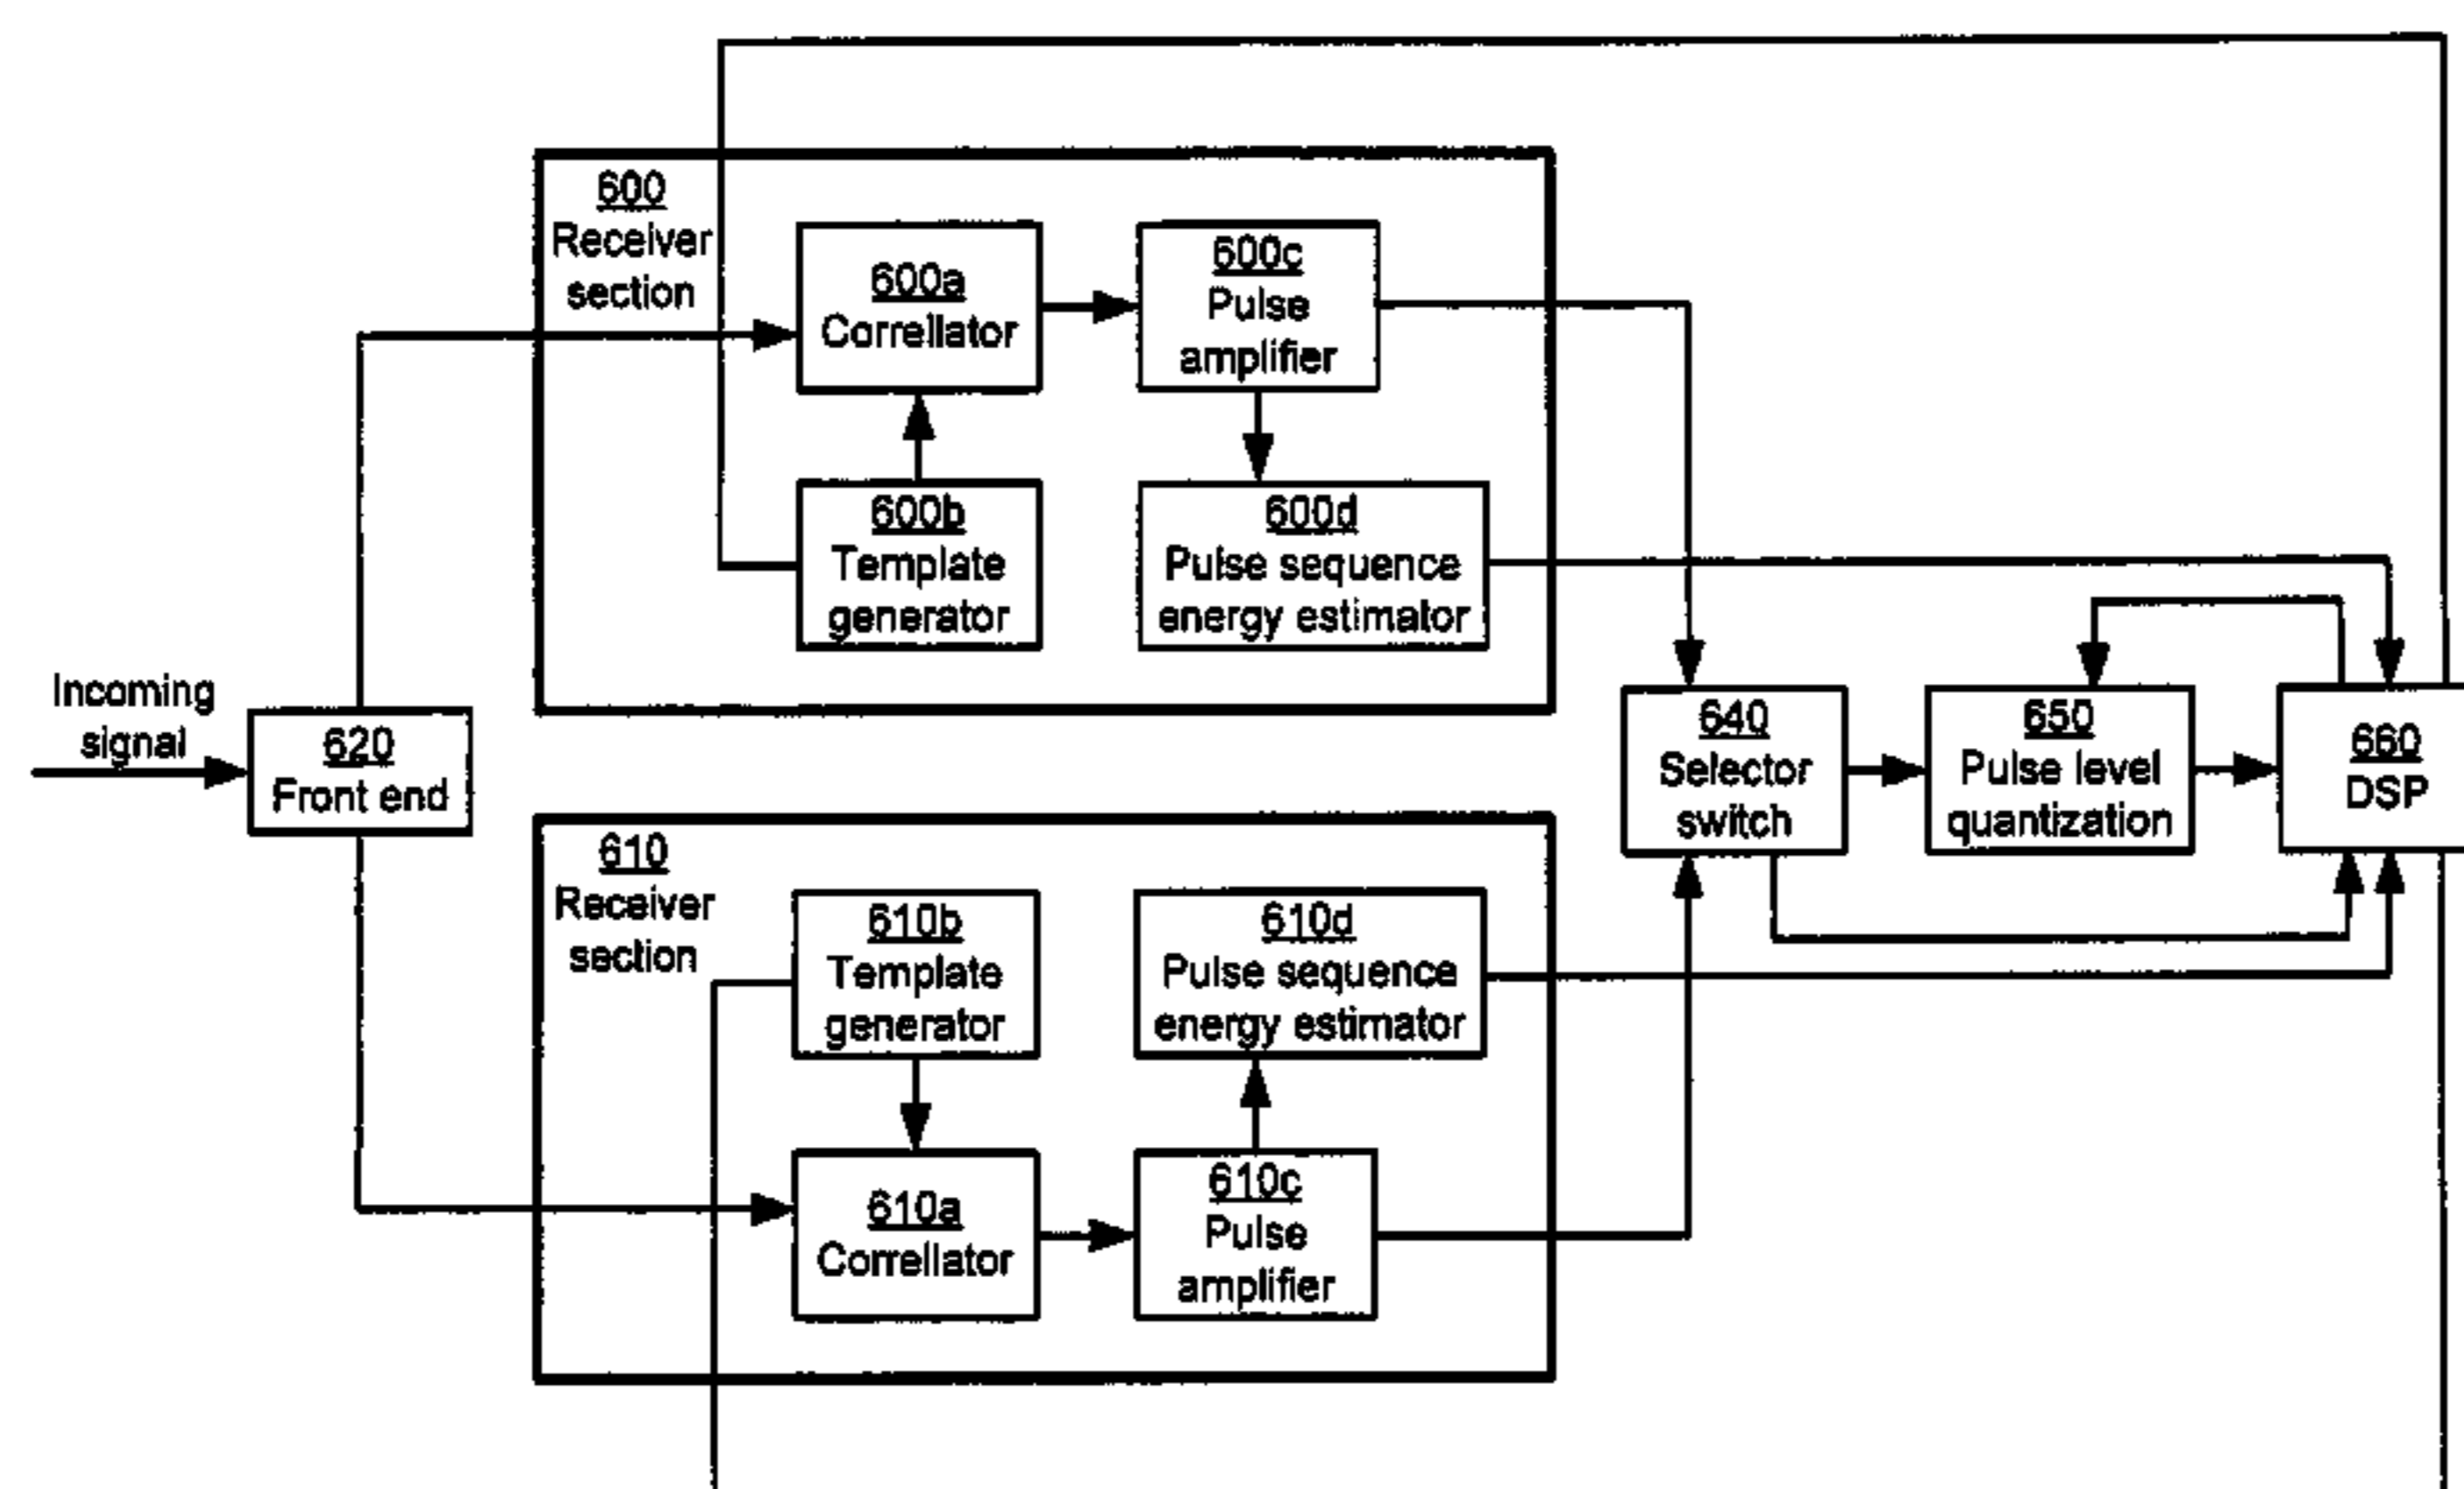 600
Receiver
section
600a
Correllator
600c
Pulse
amplifier
600b
Template
generator
600d
Pulse sequence
energy estimator
Incoming
signal
620
Front end
640
Selector
switch
650
Pulse level
quantization
660
DSP
610
Receiver
section
610b
Template
generator
610d
Pulse sequence
energy estimator
610a
Correllator
610c
Pulse
amplifier